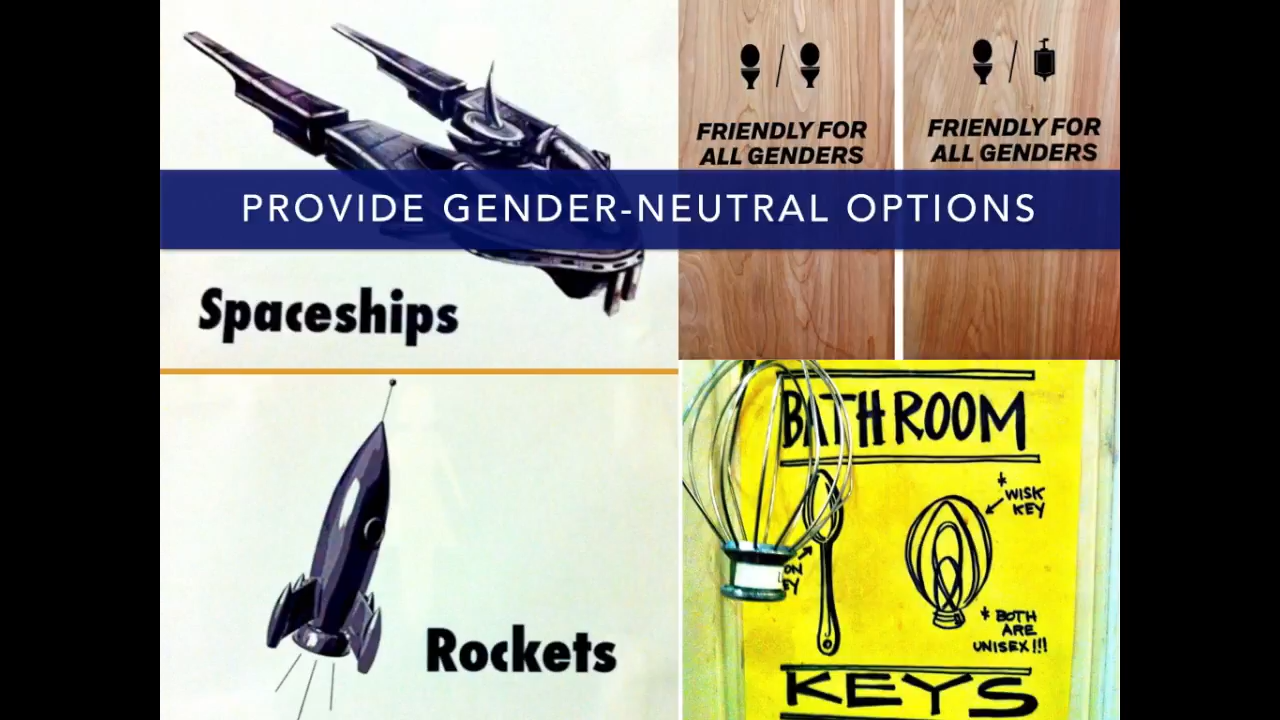 FRIENDLY FOR
ALL GENDERS
FRIENDLY FOR
ALL GENDERS
PROVIDE GENDER-NEUTRAL OPTIONS
Spaceships
Rockets
BATHROOM
* WISK
KEY
* BOTH
ARE
UNISEX!!!
KEYS